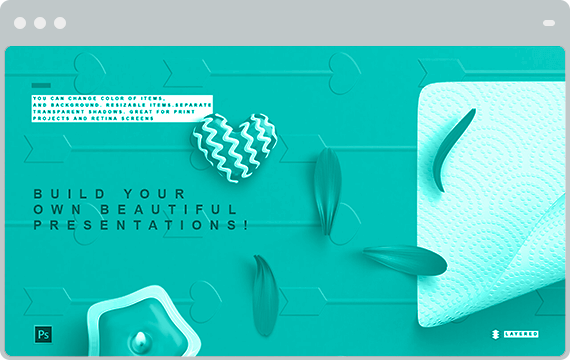 YOU CAN CHANGE COLOR OF ITEMS,
AND BACKGROUND. RESIZABLE ITEMS.SEPARATE
TRANSPARENT SHADOWS. GREAT FOR PRINT
PROJECTS AND RETINA SCREENS
BUILD YOUR
OWN BEAUTIFUL
PRESENTATIONS!
Ps
LAYERED